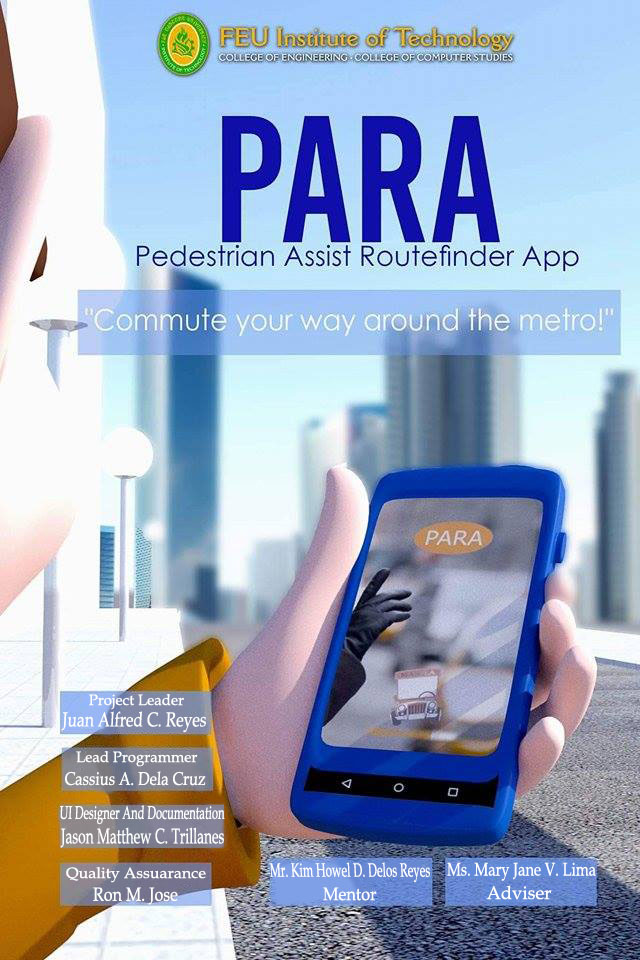 FEU Institute of Technology
COLLEGE OF ENGINEERING · COLLEGE OF COMPUTER STUDIES
PARA
Pedestrian Assist Routefinder App
"Commute your way around the metro!"
PARA
Project Leader
Juan Alfred C. Reyes
Lead Programmer
Cassius A. Dela Cruz
UI Designer And Documentation
Jason Matthew C. Trillanes
Quality Assuarance
Ron M. Jose
Mr. Kim Howel D. Delos Reyes
Mentor
Ms. Mary Jane V. Lima
Adviser